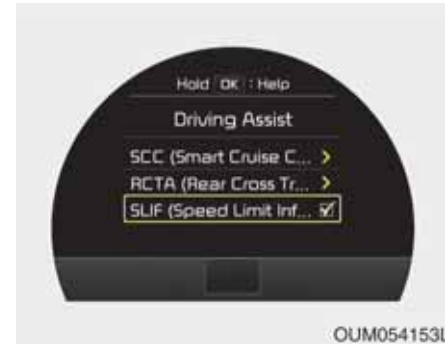 Hold OK : Help
Driving Assist
SCC (Smart Cruise C... >
RCTA (Rear Cross Tr... >
SLIF (Speed Limit Inf...
OUM054153L